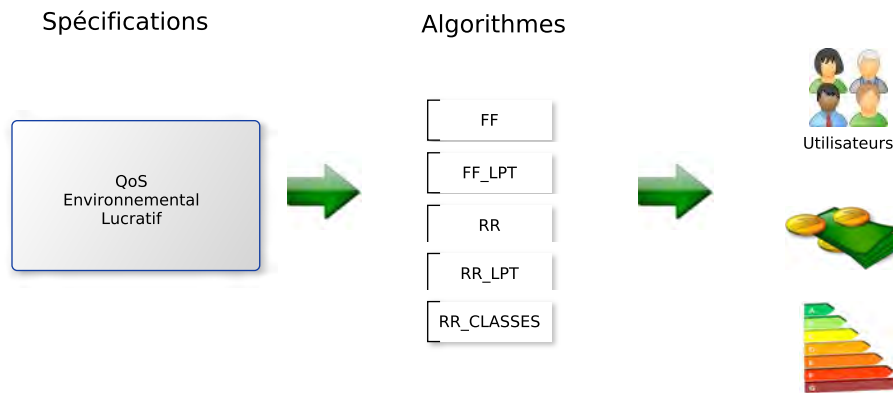 Spécifications
Algorithmes
QoS
Environnemental
Lucratif
FF
FF_LPT
RR
RR_LPT
RR_CLASSES
Utilisateurs
A
G